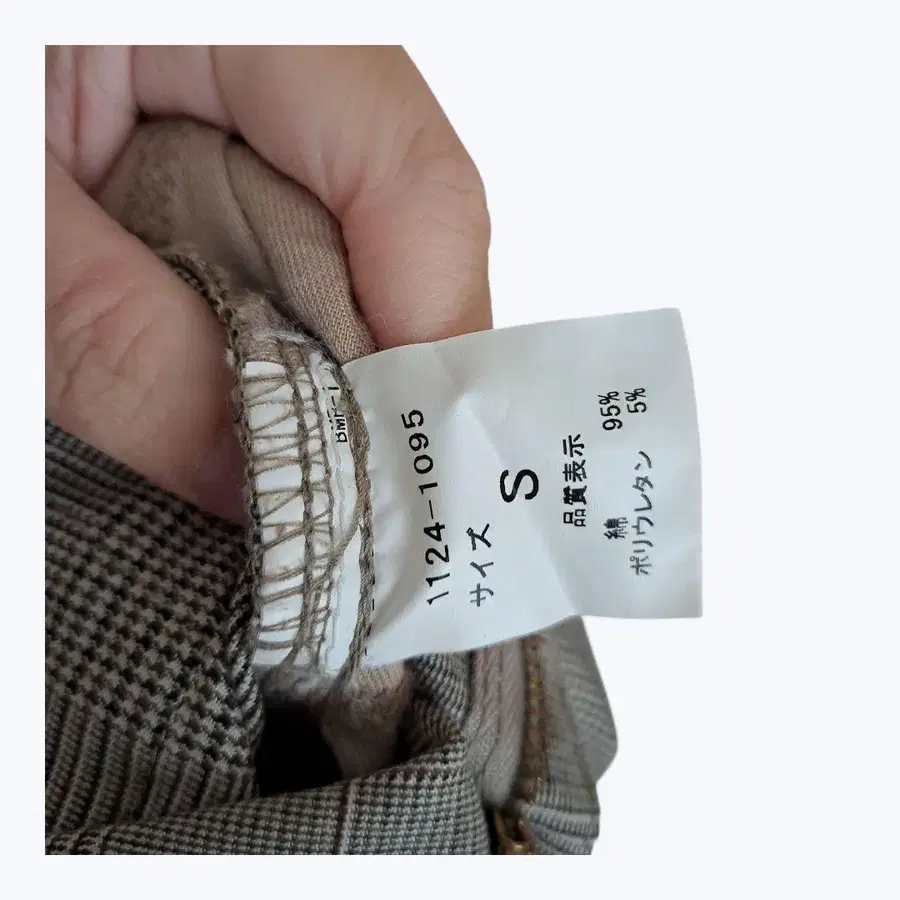 1124-1095
サイズ
S
品質表示
綿 95%
ポリウレタン 5%